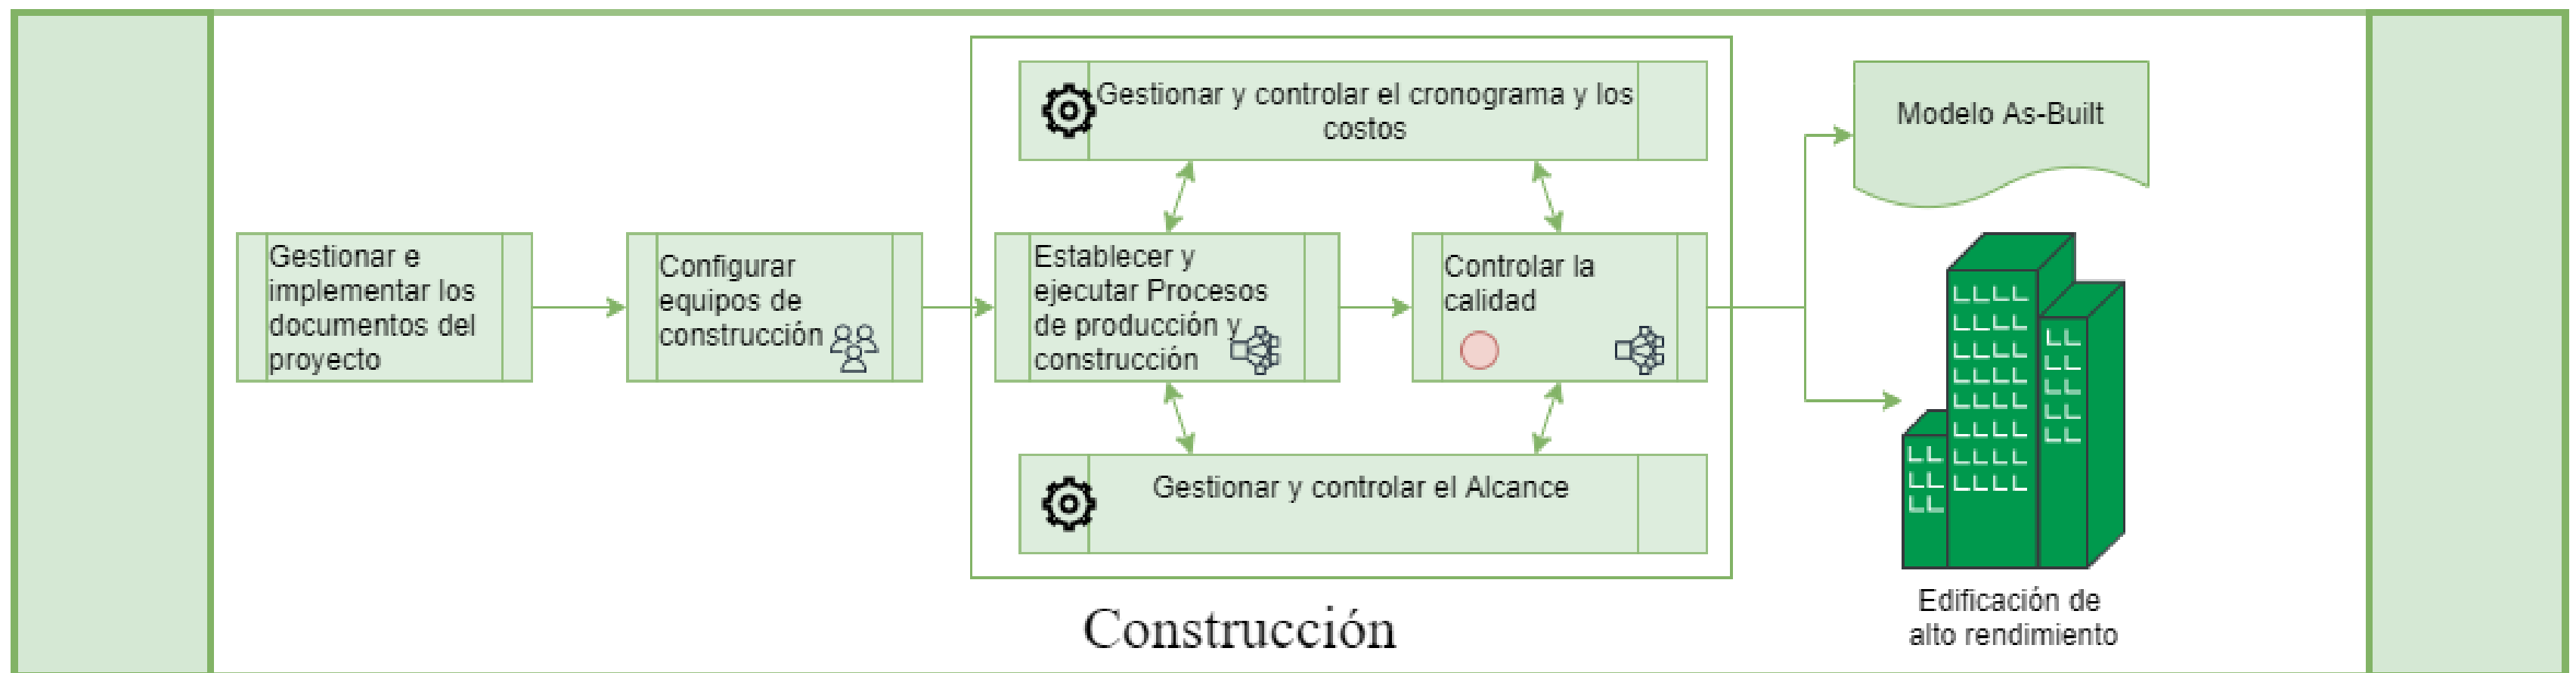 Gestionar y controlar el cronograma y los
costos
Modelo As-Built
Gestionar e
implementar los
documentos del
proyecto
Configurar
equipos de
construcción
Establecer y
ejecutar Procesos
de producción y
construcción
Controlar la
calidad
Gestionar y controlar el Alcance
Edificación de
alto rendimiento
Construcción